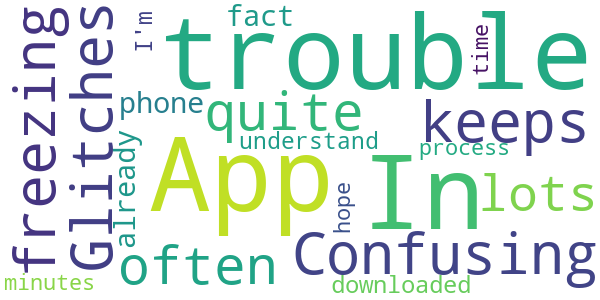 fact
I'm
trouble
time
freezing
Glitches
phone
quite
keeps
understand
process
already
App
In
lots
hope
often
Confusing
minutes
downloaded